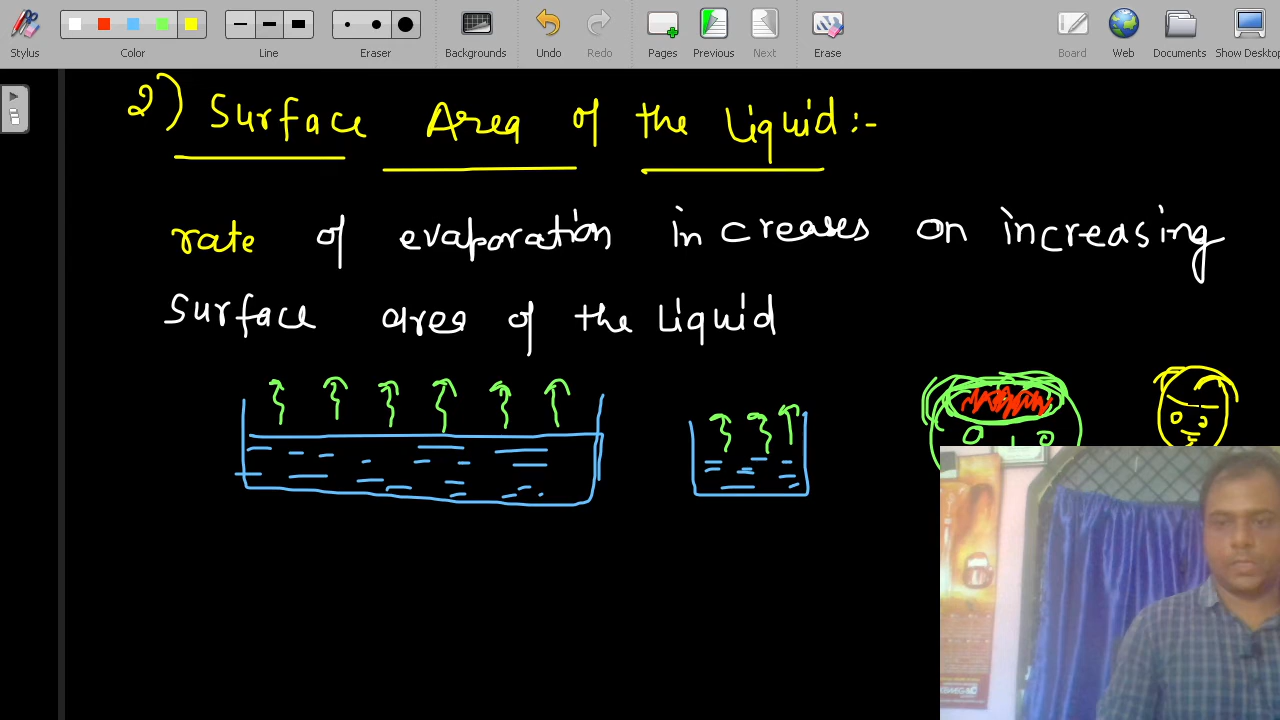 Stylus
Color
Line
Eraser
Backgrounds
Undo
Redo
Pages
Previous
Next
Erase
Board
Web
Documents
Show Desktop
2) Surface Area of the Liquid :-
rate of evaporation increases on increasing
Surface area of the Liquid